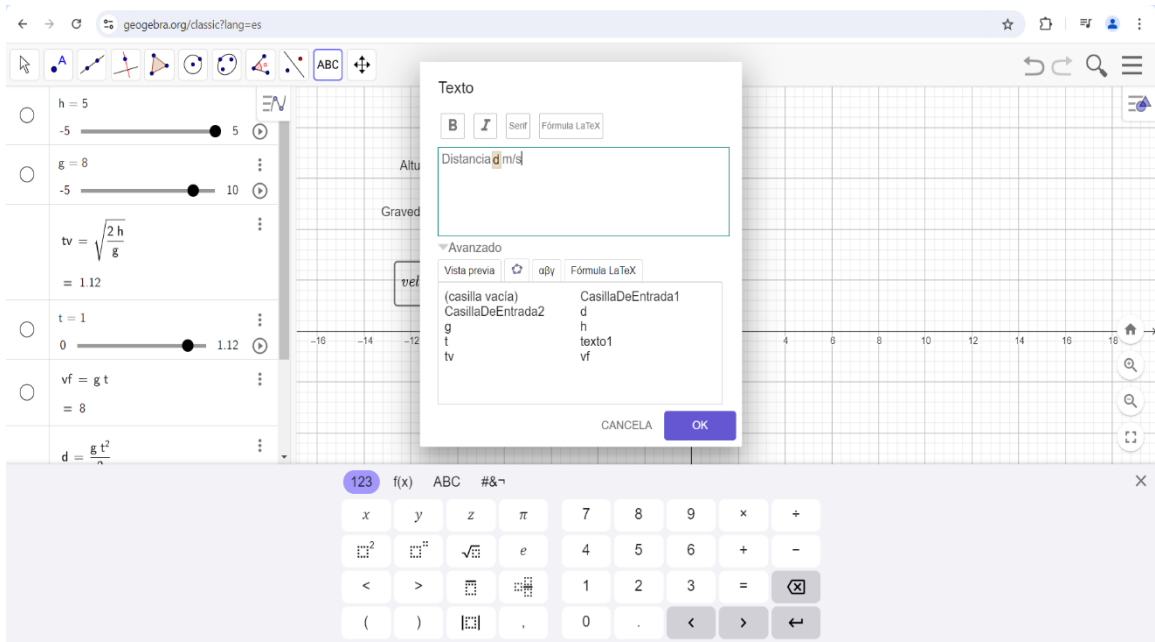 geogebra.org/classic?lang=es
A
ABC
h = 5
-5 5
g = 8
-5 10
tv = √(2 h / g)
= 1.12
t = 1
0 1.12
vf = g t
= 8
d = g t²
Altu
Graved
vel
-16 -14 -12 4 6 8 10 12 14 16 18
Texto
B I Serif Fórmula LaTeX
Distancia d m/s
Avanzado
Vista previa αβγ Fórmula LaTeX
(casilla vacía) CasillaDeEntrada1
CasillaDeEntrada2 d
g h
t texto1
tv vf
CANCELA OK
123 f(x) ABC #&¬
x y z π 7 8 9 × ÷
2 √ e 4 5 6 + −
< > 1 2 3 =
( ) , 0 .